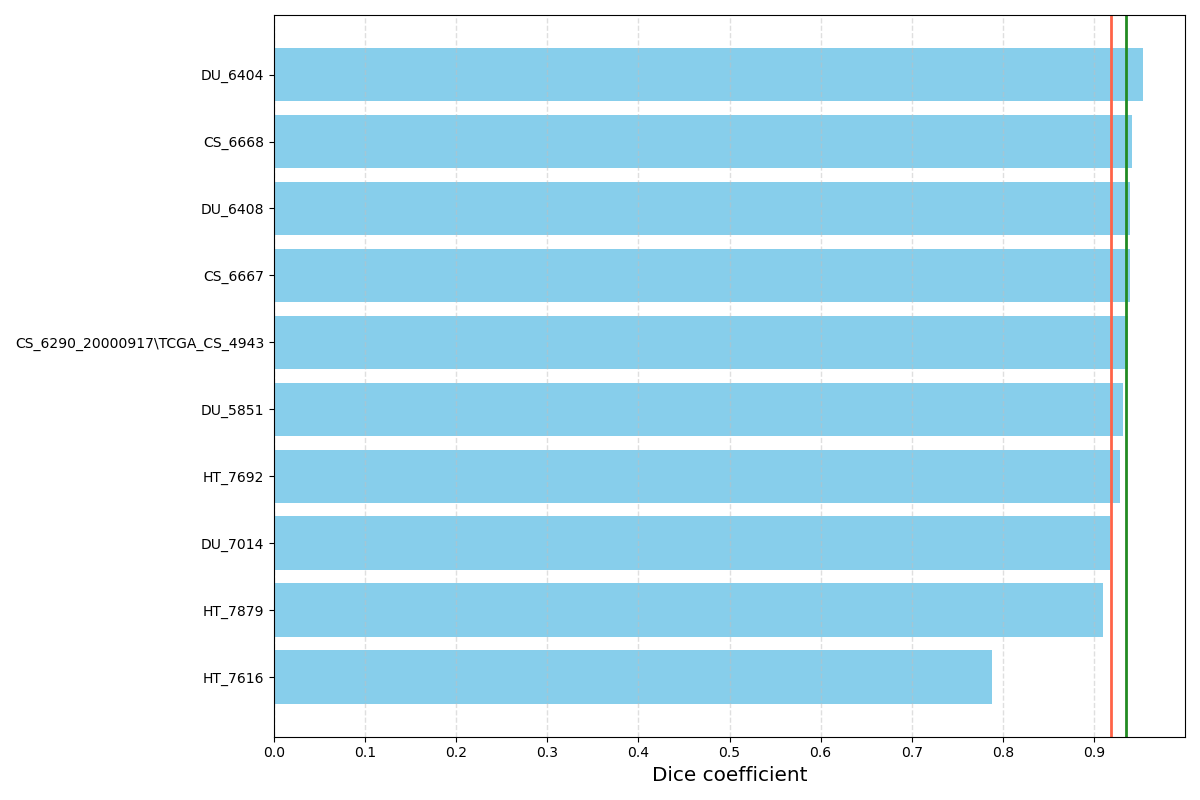 DU_6404
CS_6668
DU_6408
CS_6667
CS_6290_20000917\TCGA_CS_4943
DU_5851
HT_7692
DU_7014
HT_7879
HT_7616
0.0 0.1 0.2 0.3 0.4 0.5 0.6 0.7 0.8 0.9
Dice coefficient